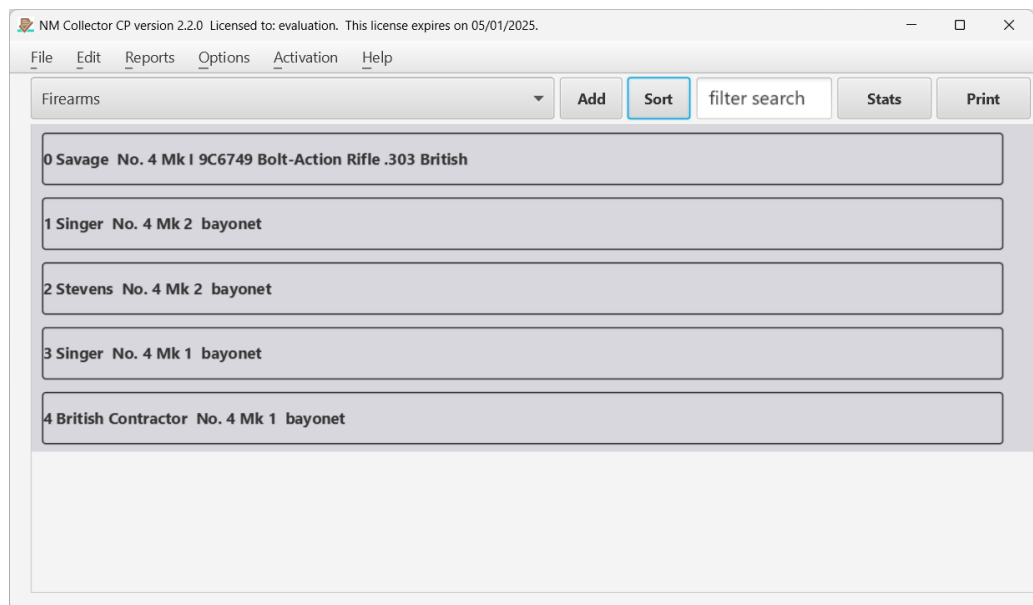 NM Collector CP version 2.2.0 Licensed to: evaluation. This license expires on 05/01/2025.
File Edit Reports Options Activation Help
Firearms Add Sort filter search Stats Print
0 Savage No. 4 Mk I 9C6749 Bolt-Action Rifle .303 British
1 Singer No. 4 Mk 2 bayonet
2 Stevens No. 4 Mk 2 bayonet
3 Singer No. 4 Mk 1 bayonet
4 British Contractor No. 4 Mk 1 bayonet